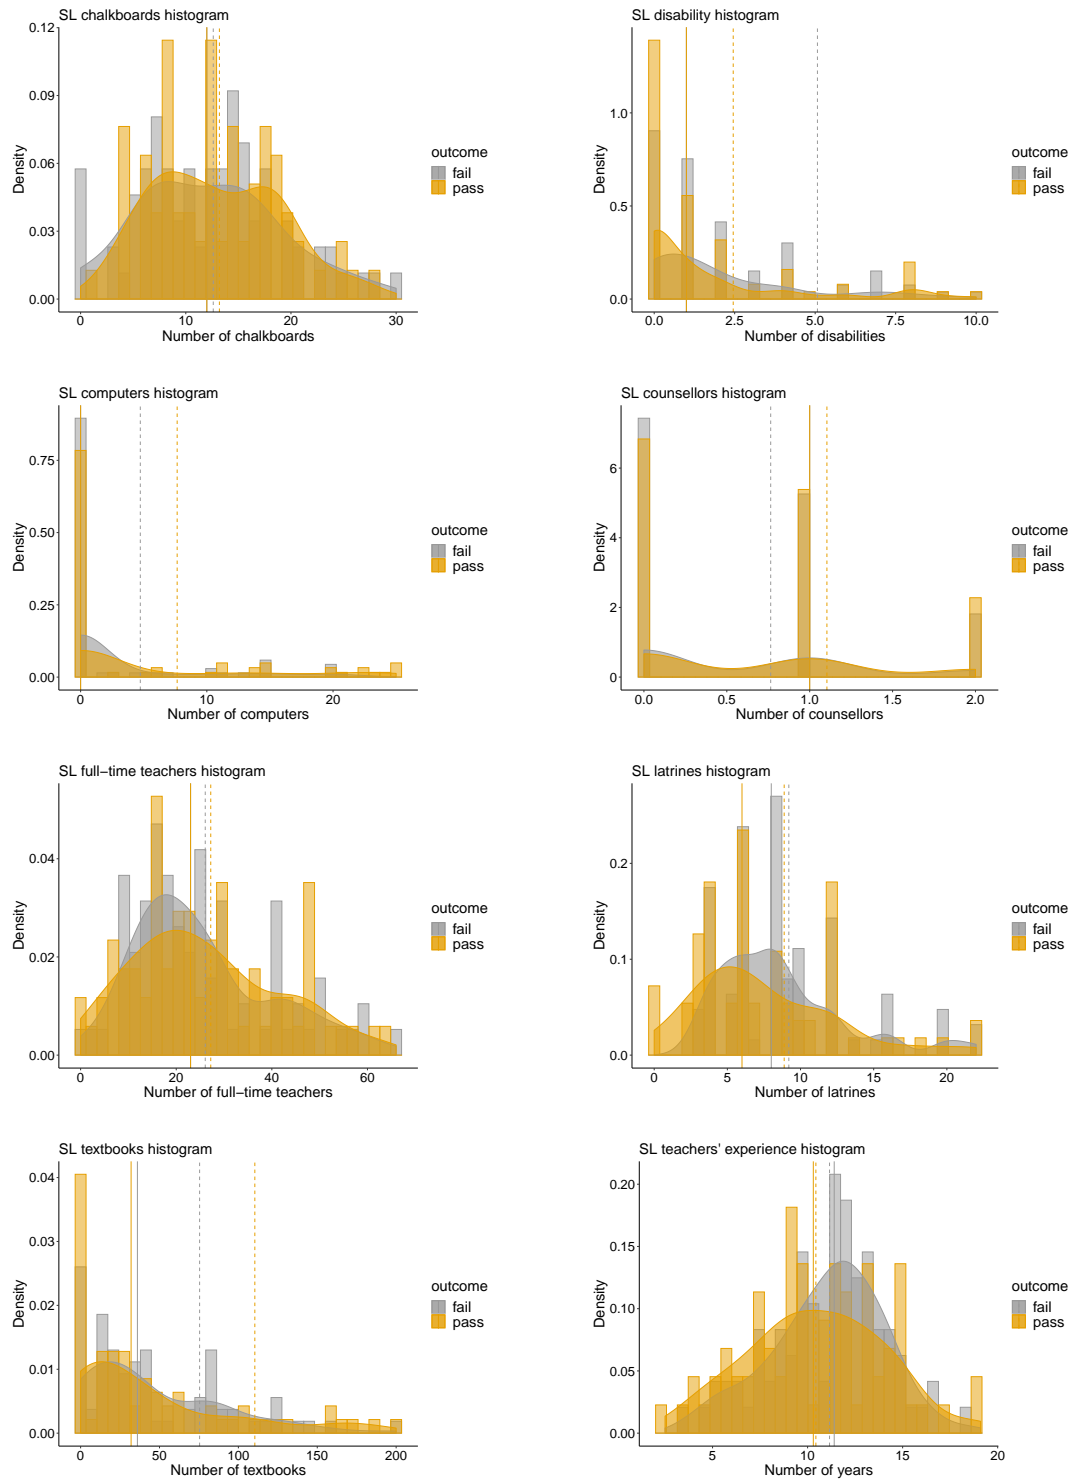 SL chalkboards histogram
0.12
0.09
0.06
0.03
0.00
Density
0 10 20 30
Number of chalkboards
outcome
fail
pass
SL disability histogram
1.0
0.5
0.0
Density
0.0 2.5 5.0 7.5 10.0
Number of disabilities
outcome
fail
pass
SL computers histogram
0.75
0.50
0.25
0.00
Density
0 10 20
Number of computers
outcome
fail
pass
SL counsellors histogram
6
4
2
0
Density
0.0 0.5 1.0 1.5 2.0
Number of counsellors
outcome
fail
pass
SL full−time teachers histogram
0.04
0.02
0.00
Density
0 20 40 60
Number of full−time teachers
outcome
fail
pass
SL latrines histogram
0.2
0.1
0.0
Density
0 5 10 15 20
Number of latrines
outcome
fail
pass
SL textbooks histogram
0.04
0.03
0.02
0.01
0.00
Density
0 50 100 150 200
Number of textbooks
outcome
fail
pass
SL teachers' experience histogram
0.20
0.15
0.10
0.05
0.00
Density
5 10 15 20
Number of years
outcome
fail
pass